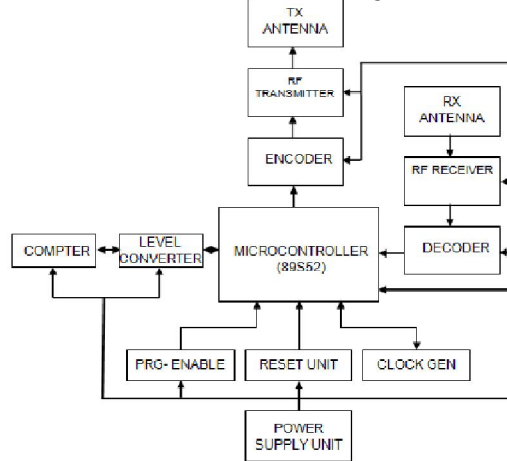 TX
ANTENNA
RF
TRANSMITTER
RX
ANTENNA
ENCODER
RF RECEIVER
COMPTER
LEVEL
CONVERTER
MICROCONTROLLER
(89S52)
DECODER
PRG- ENABLE
RESET UNIT
CLOCK GEN
POWER
SUPPLY UNIT